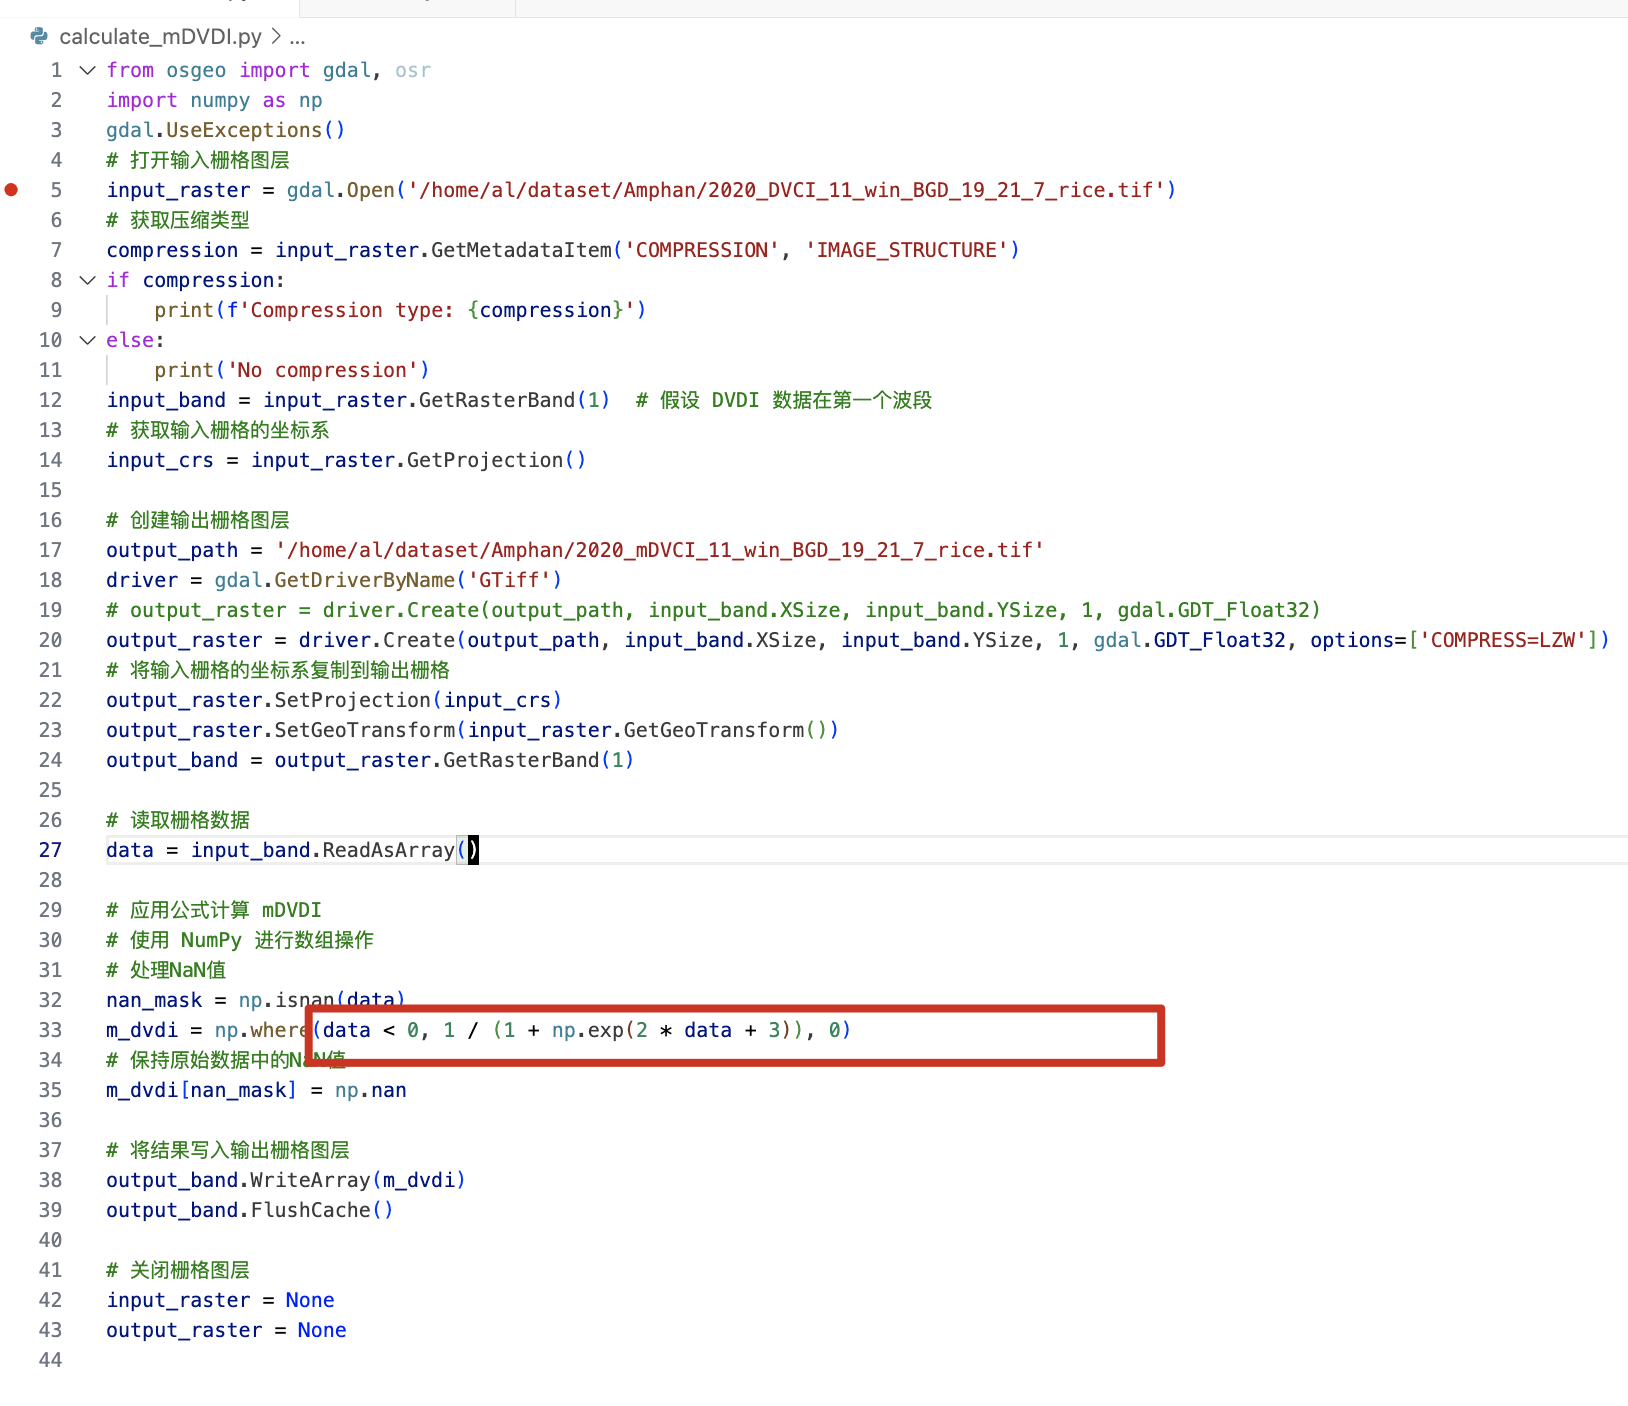 calculate_mDVDI.py > ...
1 from osgeo import gdal, osr
2 import numpy as np
3 gdal.UseExceptions()
4 # 打开输入栅格图层
5 input_raster = gdal.Open('/home/al/dataset/Amphan/2020_DVCI_11_win_BGD_19_21_7_rice.tif')
6 # 获取压缩类型
7 compression = input_raster.GetMetadataItem('COMPRESSION', 'IMAGE_STRUCTURE')
8 if compression:
9 print(f'Compression type: {compression}')
10 else:
11 print('No compression')
12 input_band = input_raster.GetRasterBand(1)  # 假设 DVDI 数据在第一个波段
13 # 获取输入栅格的坐标系
14 input_crs = input_raster.GetProjection()
15
16 # 创建输出栅格图层
17 output_path = '/home/al/dataset/Amphan/2020_mDVCI_11_win_BGD_19_21_7_rice.tif'
18 driver = gdal.GetDriverByName('GTiff')
19 # output_raster = driver.Create(output_path, input_band.XSize, input_band.YSize, 1, gdal.GDT_Float32)
20 output_raster = driver.Create(output_path, input_band.XSize, input_band.YSize, 1, gdal.GDT_Float32, options=['COMPRESS=LZW'])
21 # 将输入栅格的坐标系复制到输出栅格
22 output_raster.SetProjection(input_crs)
23 output_raster.SetGeoTransform(input_raster.GetGeoTransform())
24 output_band = output_raster.GetRasterBand(1)
25
26 # 读取栅格数据
27 data = input_band.ReadAsArray()
28
29 # 应用公式计算 mDVDI
30 # 使用 NumPy 进行数组操作
31 # 处理NaN值
32 nan_mask = np.isnan(data)
33 m_dvdi = np.where(data < 0, 1 / (1 + np.exp(2 * data + 3)), 0)
34 # 保持原始数据中的NaN值
35 m_dvdi[nan_mask] = np.nan
36
37 # 将结果写入输出栅格图层
38 output_band.WriteArray(m_dvdi)
39 output_band.FlushCache()
40
41 # 关闭栅格图层
42 input_raster = None
43 output_raster = None
44